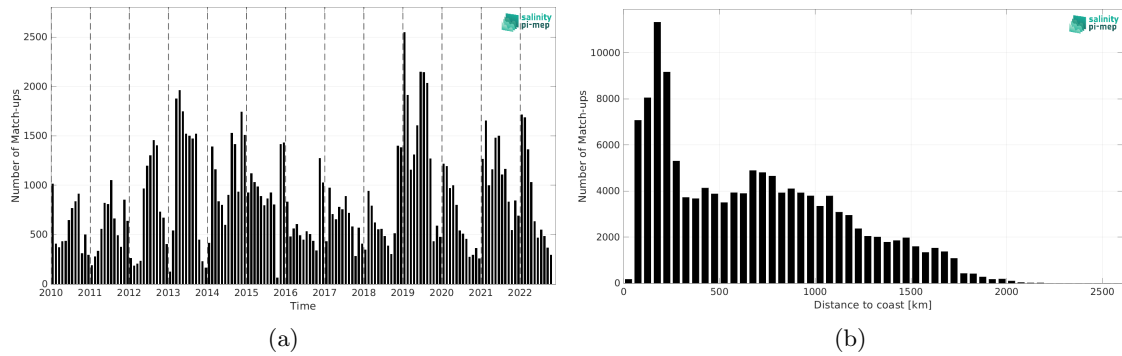 salinity
pi-mep
Number of Match-ups
2500
2000
1500
1000
500
0
2010 2011 2012 2013 2014 2015 2016 2017 2018 2019 2020 2021 2022
Time
(a)
salinity
pi-mep
Number of Match-ups
10000
8000
6000
4000
2000
0
0 500 1000 1500 2000 2500
Distance to coast [km]
(b)